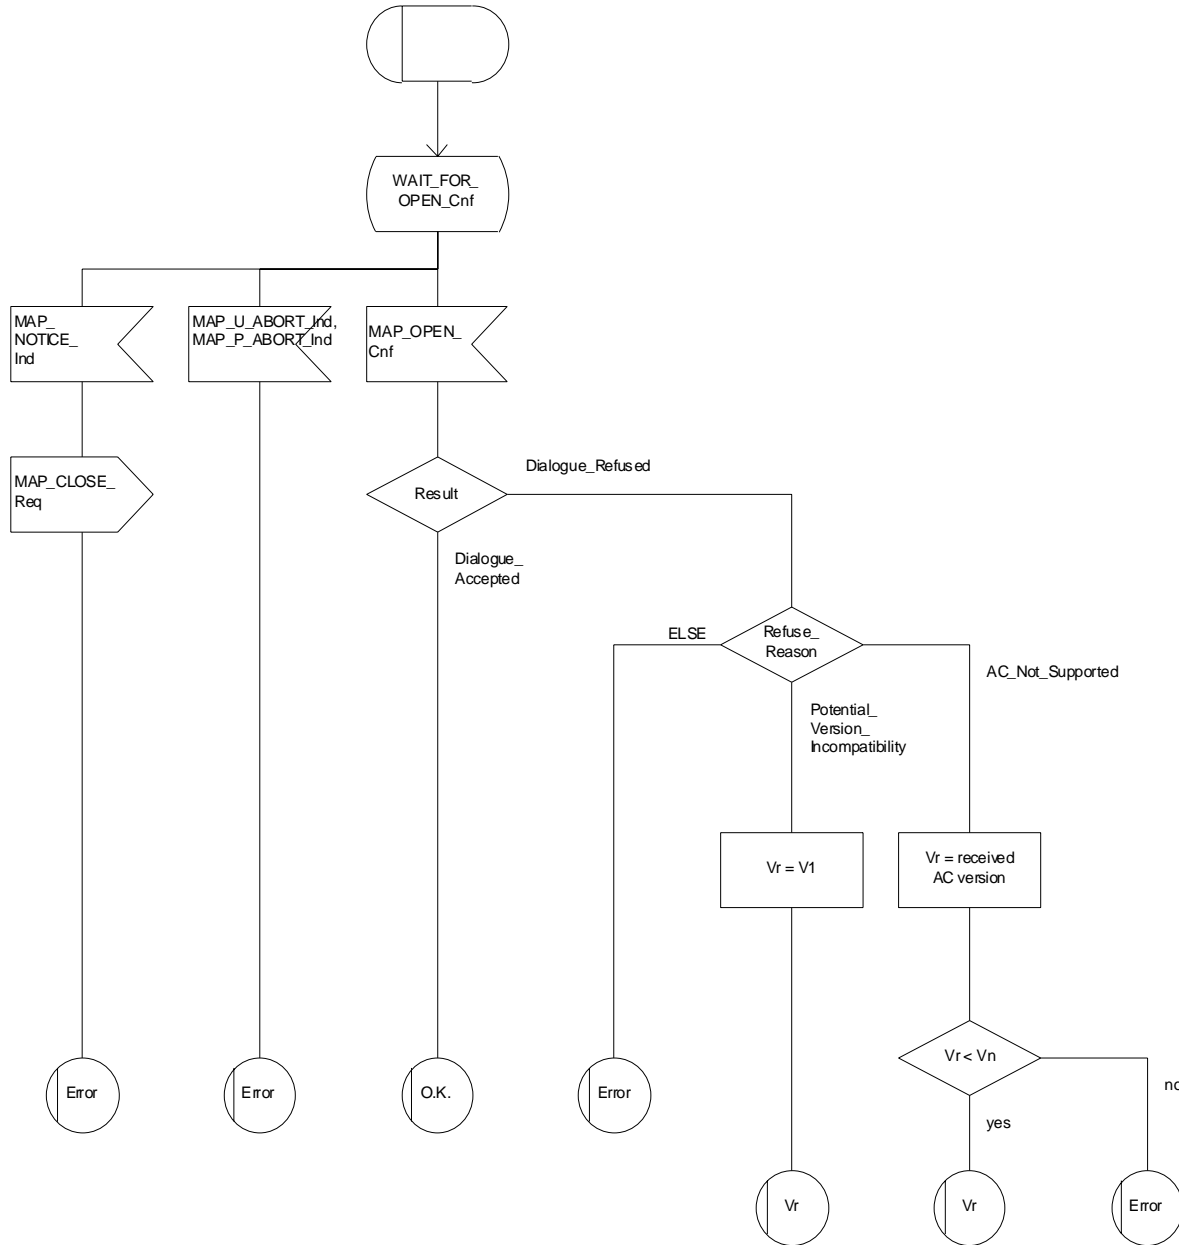 WAIT_FOR_
OPEN_Cnf
MAP_
NOTICE_
Ind
MAP_U_ABORT_Ind,
MAP_P_ABORT_Ind
MAP_OPEN_
Cnf
MAP_CLOSE_
Req
Result
Dialogue_Refused
Dialogue_
Accepted
ELSE
Refuse_
Reason
AC_Not_Supported
Potential_
Version_
Incompatibility
Vr = V1
Vr = received
AC version
Vr < Vn
no
yes
Error
Error
O.K.
Error
Vr
Vr
Error